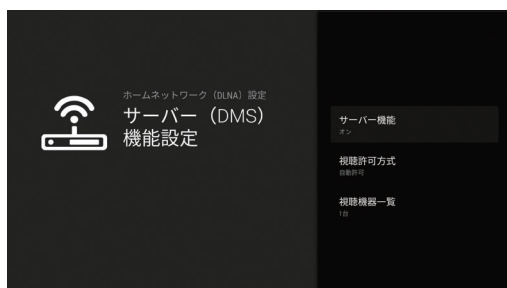 ホームネットワーク（DLNA）設定
サーバー（DMS）
機能設定
サーバー機能
オン
視聴許可方式
自動許可
視聴機器一覧
1台